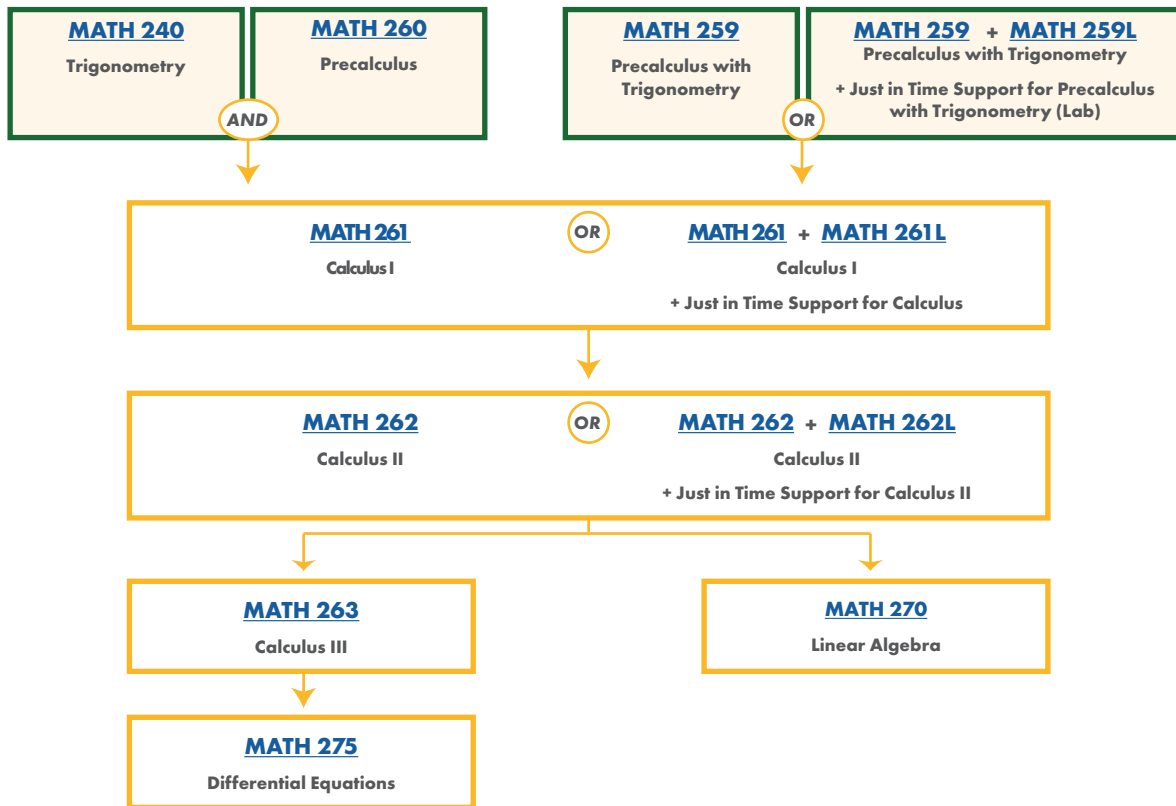 MATH 240
Trigonometry
AND
MATH 260
Precalculus
MATH 259
Precalculus with
Trigonometry
OR
MATH 259 + MATH 259L
Precalculus with Trigonometry
+ Just in Time Support for Precalculus
with Trigonometry (Lab)
MATH 261
Calculus I
OR
MATH 261 + MATH 261L
Calculus I
+ Just in Time Support for Calculus
MATH 262
Calculus II
OR
MATH 262 + MATH 262L
Calculus II
+ Just in Time Support for Calculus II
MATH 263
Calculus III
MATH 270
Linear Algebra
MATH 275
Differential Equations